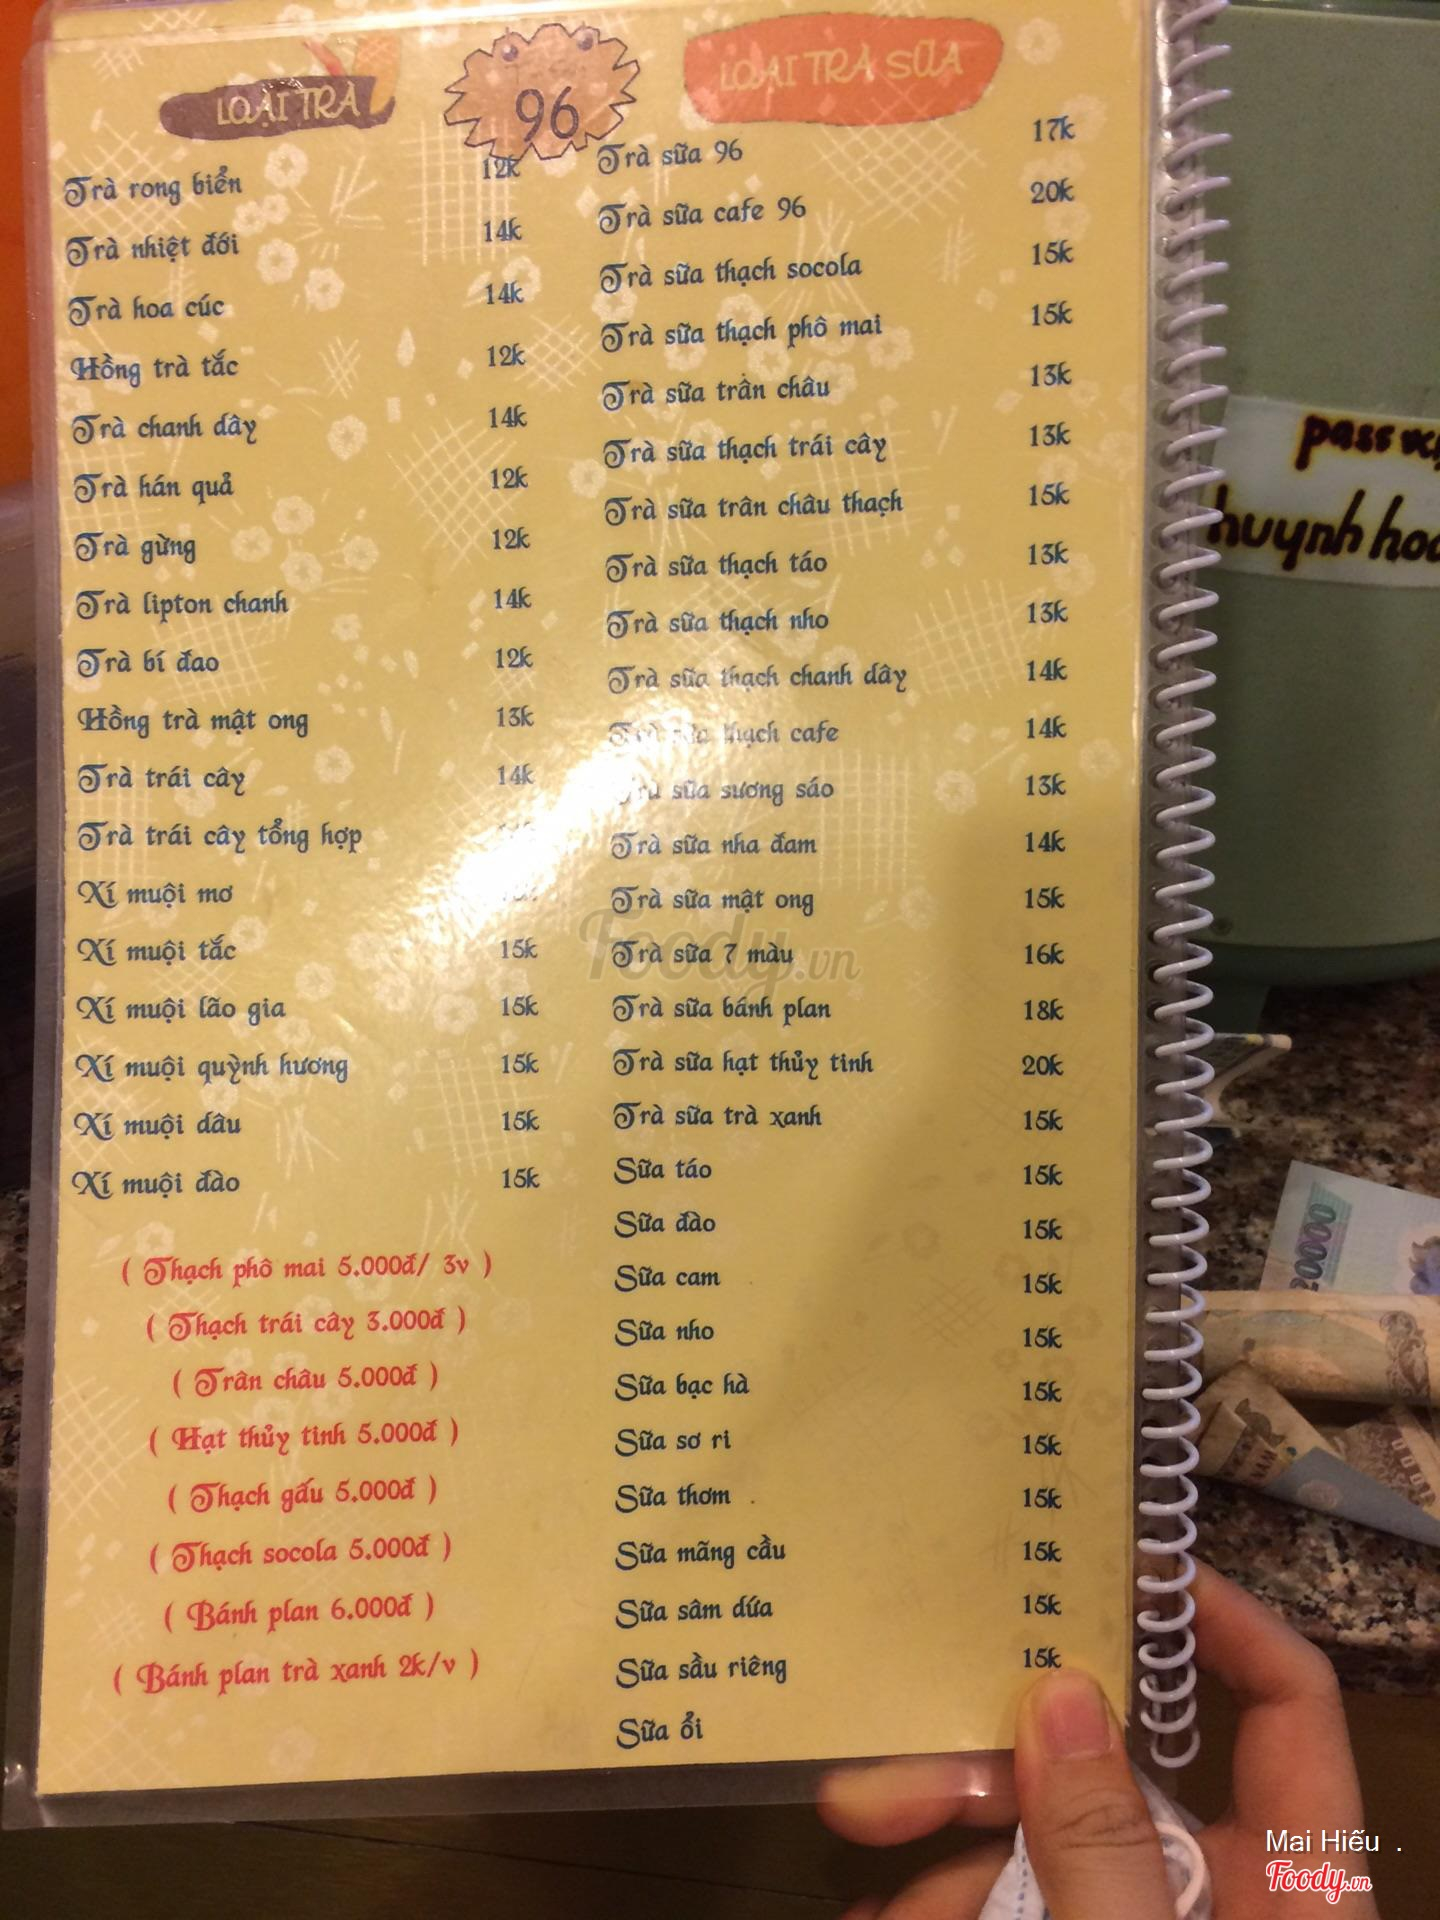 LOẠI TRÀ
96
Trà rong biển 12k
Trà nhiệt đới 14k
Trà hoa cúc 14k
Hồng trà tắc 12k
Trà chanh dây 14k
Trà hán quả 12k
Trà gừng 12k
Trà lipton chanh 14k
Trà bí đao 12k
Hồng trà mật ong 13k
Trà trái cây 14k
Trà trái cây tổng hợp
Xí muội mơ
Xí muội tắc 15k
Xí muội lão gia 15k
Xí muội quỳnh hương 15k
Xí muội dâu 15k
Xí muội đào 15k
( Thạch phô mai 5.000đ/ 3v )
( Thạch trái cây 3.000đ )
( Trân châu 5.000đ )
( Hạt thủy tinh 5.000đ )
( Thạch gấu 5.000đ )
( Thạch socola 5.000đ )
( Bánh plan 6.000đ )
( Bánh plan trà xanh 2k/v )
LOẠI TRÀ SỮA
Trà sữa 96 17k
Trà sữa cafe 96 20k
Trà sữa thạch socola 15k
Trà sữa thạch phô mai 15k
Trà sữa trân châu 13k
Trà sữa thạch trái cây 13k
Trà sữa trân châu thạch 15k
Trà sữa thạch táo 13k
Trà sữa thạch nho 13k
Trà sữa thạch chanh dây 14k
Trà sữa thạch cafe 14k
Trà sữa sương sáo 13k
Trà sữa nha đam 14k
Trà sữa mật ong 15k
Trà sữa 7 màu 16k
Trà sữa bánh plan 18k
Trà sữa hạt thủy tinh 20k
Trà sữa trà xanh 15k
Sữa táo 15k
Sữa đào 15k
Sữa cam 15k
Sữa nho 15k
Sữa bạc hà 15k
Sữa sơ ri 15k
Sữa thơm 15k
Sữa mãng cầu 15k
Sữa sâm dứa 15k
Sữa sầu riêng 15k
Sữa ổi
Foody.vn
pass
huynh
20000
Mai Hiếu .
Foody.vn